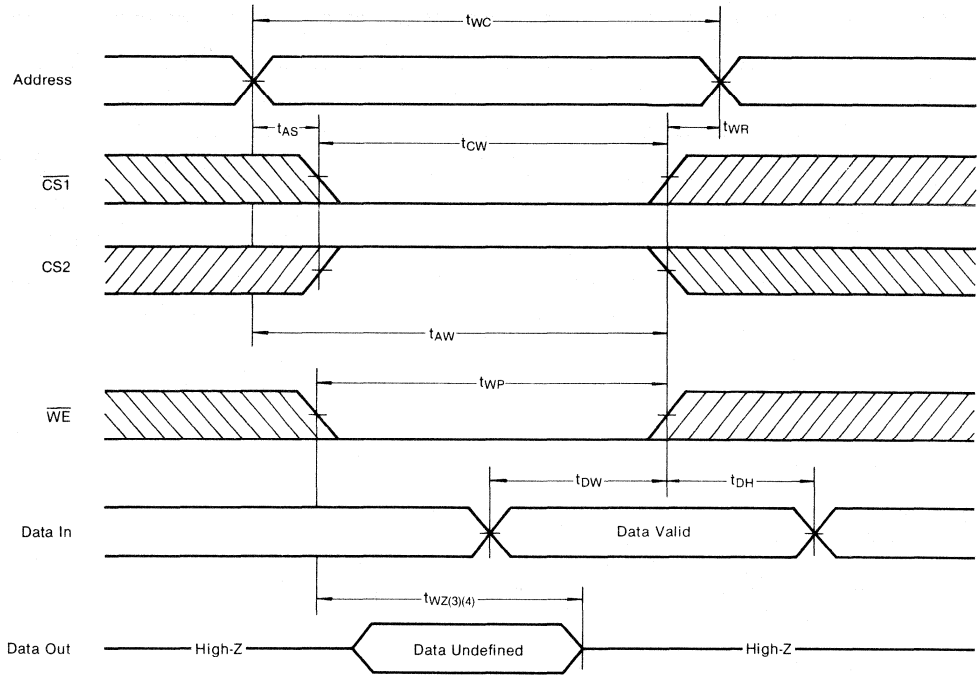 tWC
Address
tAS
tCW
tWR
CS1
CS2
tAW
tWP
WE
tDW
tDH
Data In
Data Valid
tWZ(3)(4)
Data Out
High-Z
Data Undefined
High-Z